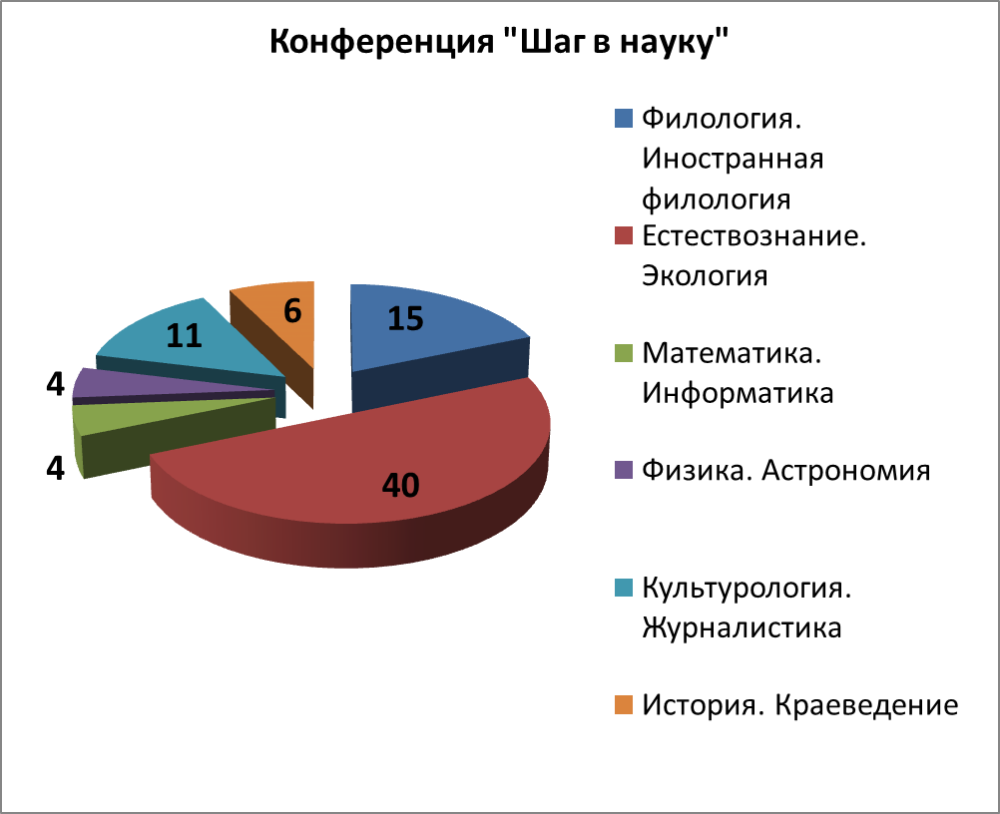 Конференция "Шаг в науку"
Филология.
Иностранная
филология
Естествознание.
Экология
Математика.
Информатика
Физика. Астрономия
Культурология.
Журналистика
История. Краеведение
6
15
11
4
4
40